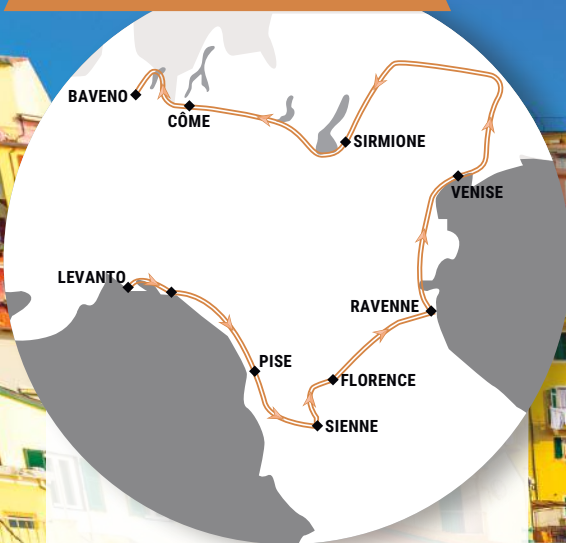 BAVENO
CÔME
SIRMIONE
VENISE
LEVANTO
RAVENNE
PISE
FLORENCE
SIENNE